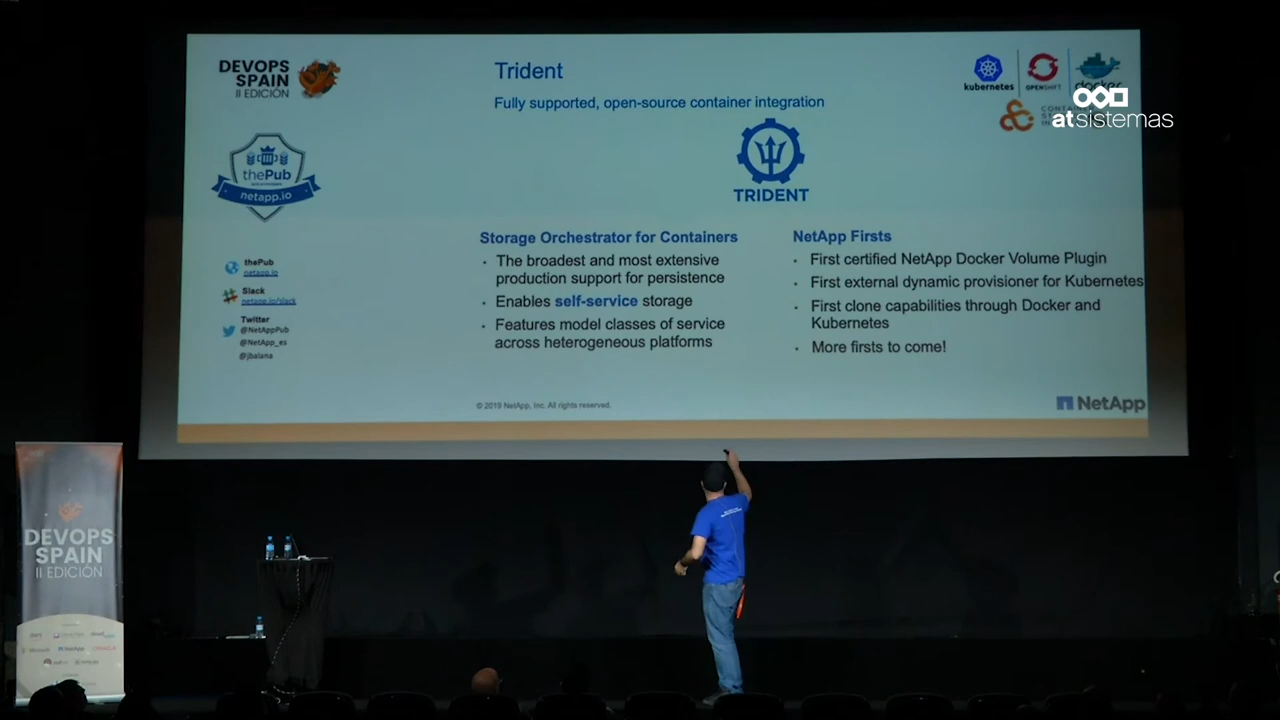 DEVOPS
SPAIN
II EDICIÓN
Trident
Fully supported, open-source container integration
kubernetes
OPENSHIFT
docker
atsistemas
thePub
netapp.io
TRIDENT
Storage Orchestrator for Containers
· The broadest and most extensive
production support for persistence
· Enables self-service storage
· Features model classes of service
across heterogeneous platforms
NetApp Firsts
· First certified NetApp Docker Volume Plugin
· First external dynamic provisioner for Kubernetes
· First clone capabilities through Docker and
Kubernetes
· More firsts to come!
thePub
netapp.io
Slack
netapp.io/slack
Twitter
@NetAppPub
@NetApp_es
@jbalana
© 2019 NetApp, Inc. All rights reserved.
NetApp
DEVOPS
SPAIN
II EDICIÓN
Microsoft
NetApp